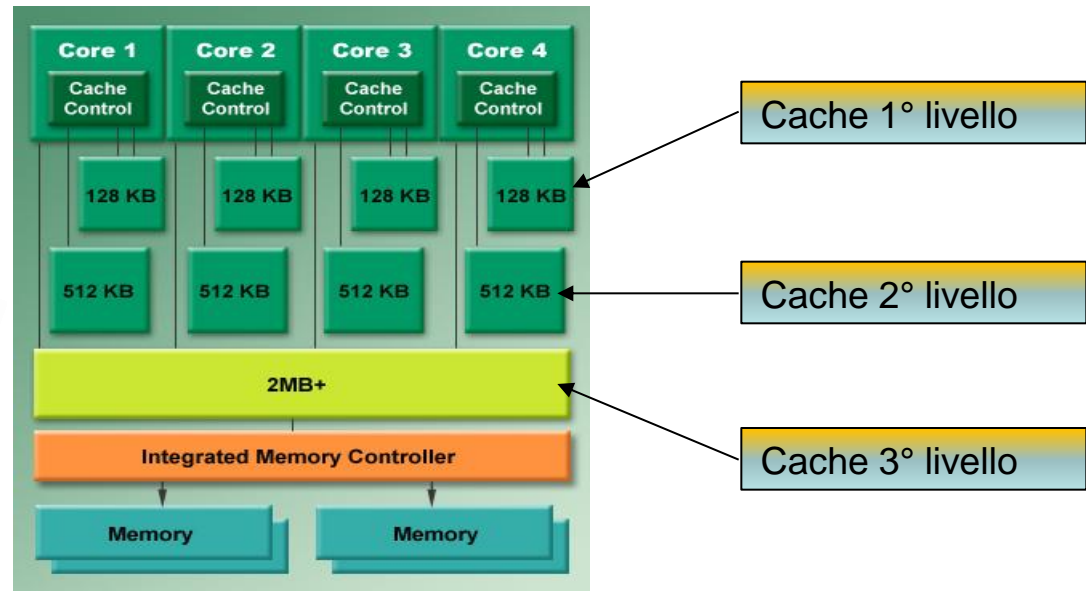 Core 1 Core 2 Core 3 Core 4
Cache Control Cache Control Cache Control Cache Control
Cache 1° livello
128 KB 128 KB 128 KB 128 KB
512 KB 512 KB 512 KB 512 KB
Cache 2° livello
2MB+
Integrated Memory Controller
Cache 3° livello
Memory Memory